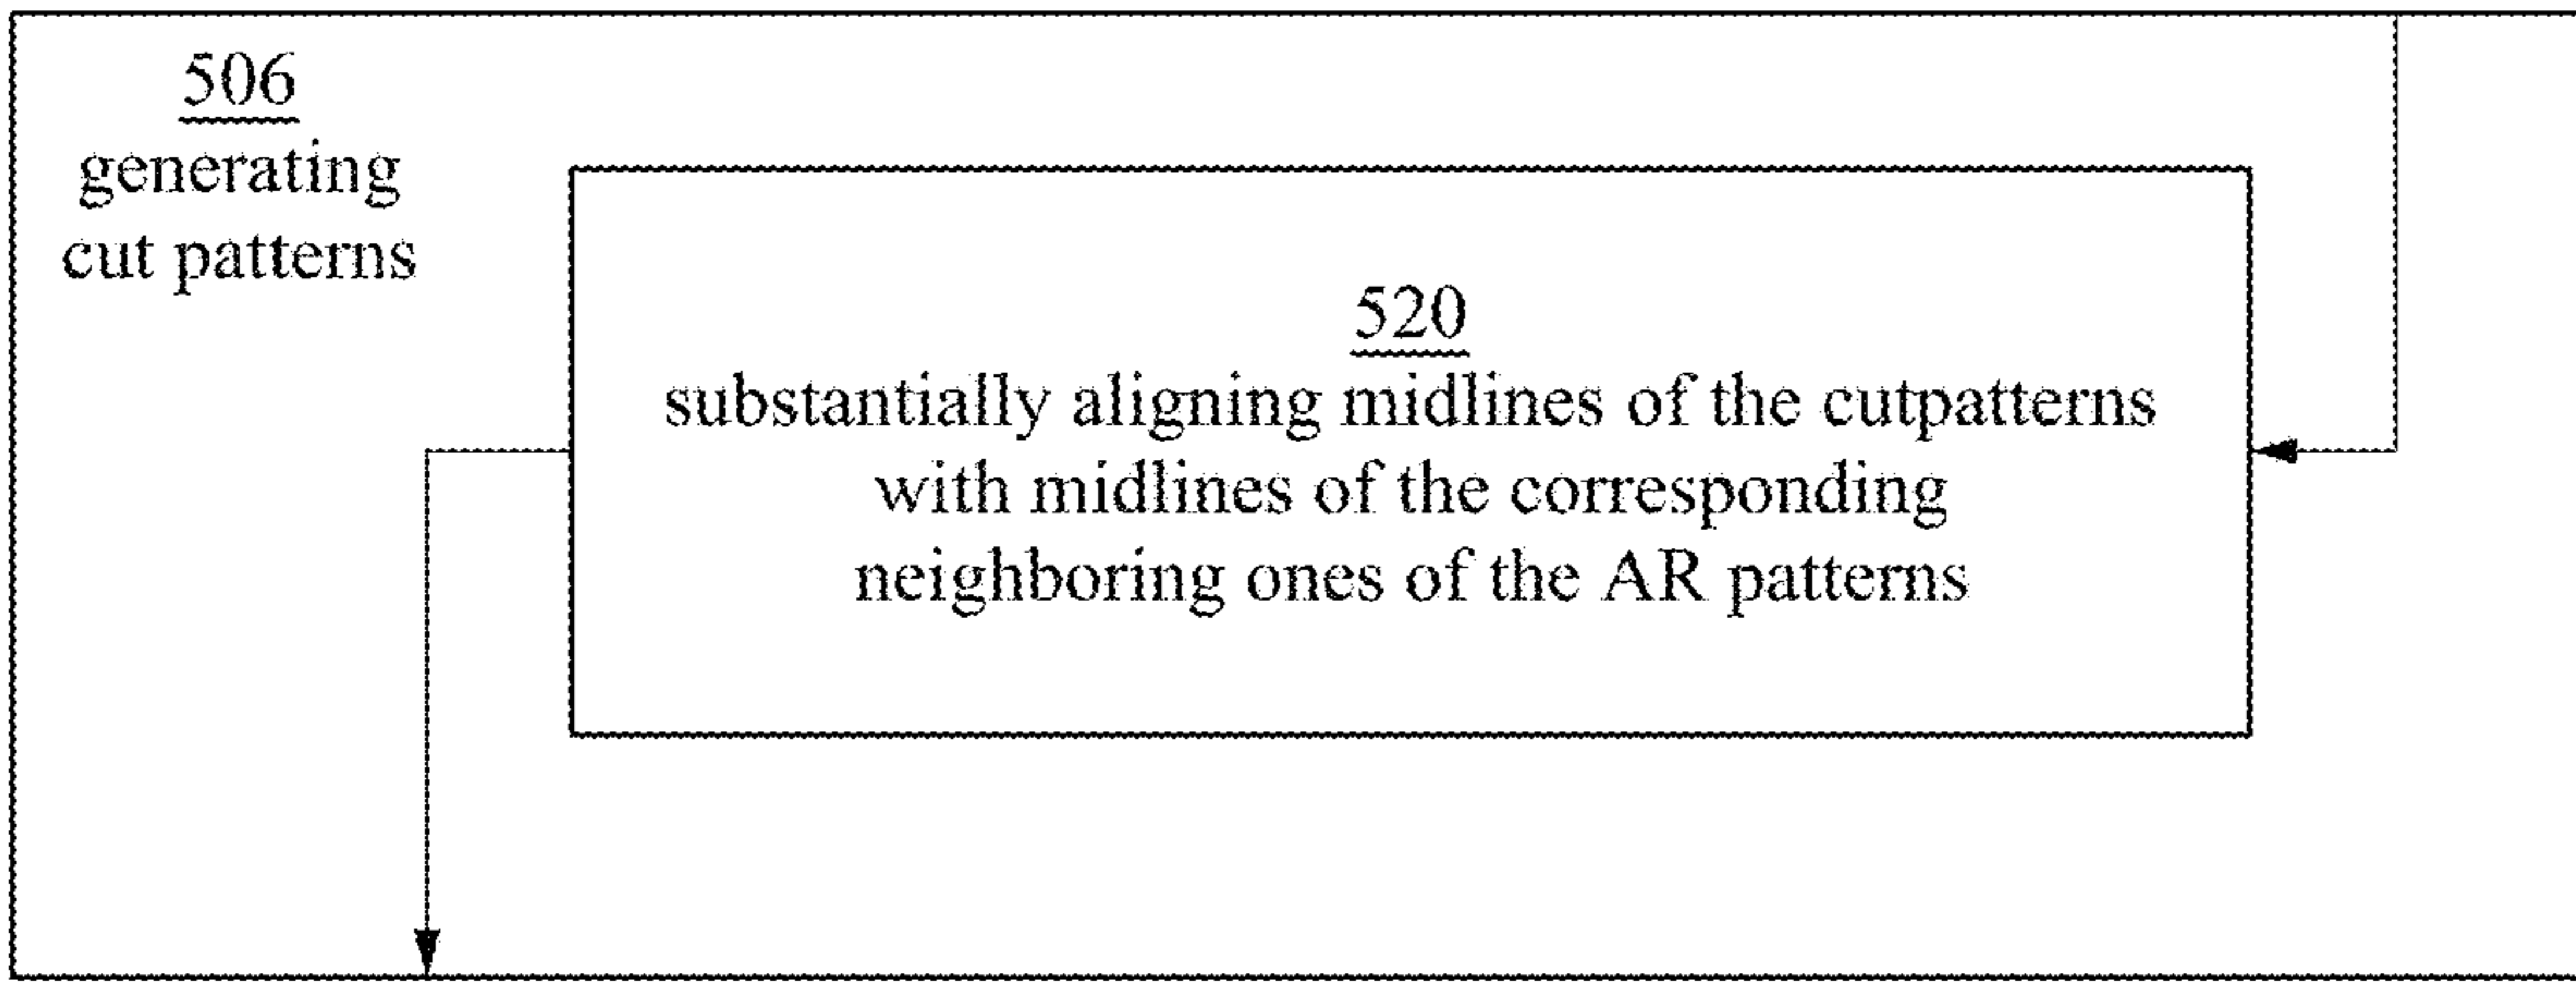 506
generating
cut patterns
520
substantially aligning midlines of the cutpatterns
with midlines of the corresponding
neighboring ones of the AR patterns